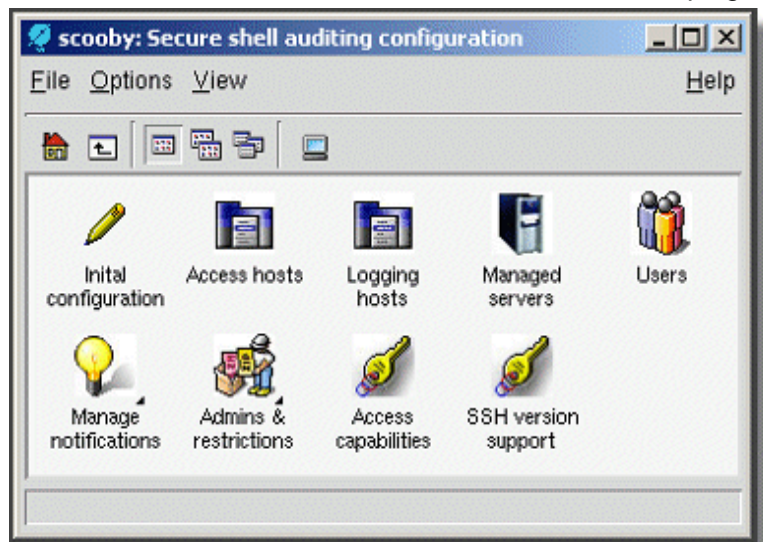 scooby: Secure shell auditing configuration
File Options View Help
Inital
configuration
Access hosts
Logging
hosts
Managed
servers
Users
Manage
notifications
Admins &
restrictions
Access
capabilities
SSH version
support